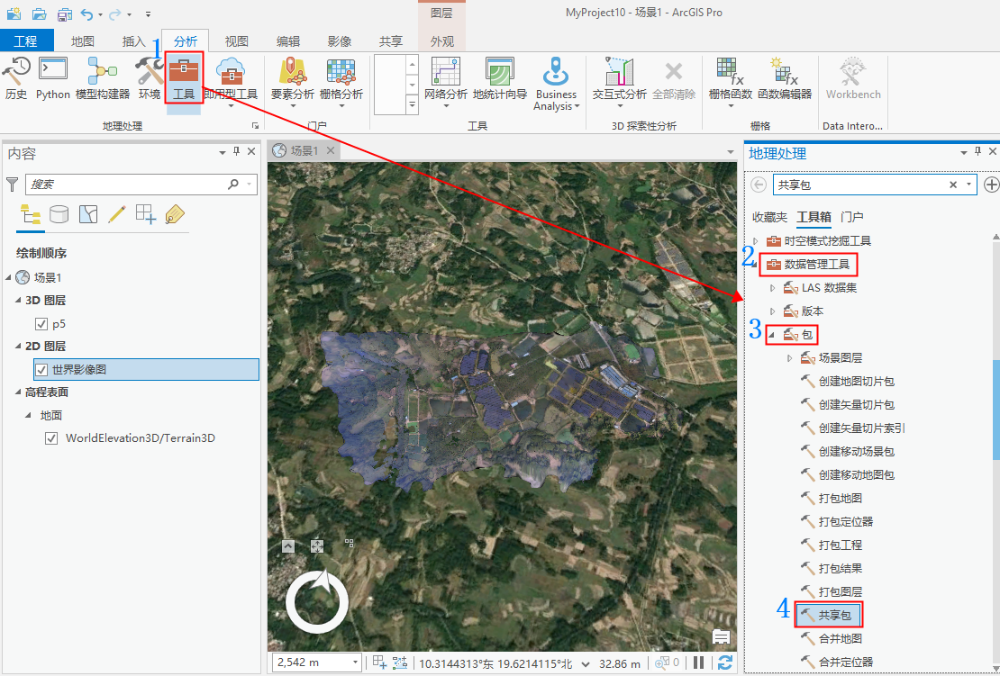 图层
MyProject10 - 场景1 - ArcGIS Pro
工程 地图 插入 分析 视图 编辑 影像 共享 外观
1
历史 Python 模型构建器 环境 工具 即用型工具 要素分析 栅格分析 网络分析 地统计向导 Business Analysis 交互式分析 全部清除 栅格函数 函数编辑器 Workbench
地理处理 门户 工具 3D 探索性分析 栅格 Data Intero...
内容
搜索
绘制顺序
场景1
3D 图层
p5
2D 图层
世界影像图
高程表面
地面
WorldElevation3D/Terrain3D
场景1
2,542 m 10.3144313°东 19.6214115°北 32.86 m 0
地理处理
共享包
收藏夹 工具箱 门户
时空模式挖掘工具
2 数据管理工具
LAS 数据集
版本
3 包
场景图层
创建地图切片包
创建矢量切片包
创建矢量切片索引
创建移动场景包
创建移动地图包
打包地图
打包定位器
打包工程
打包结果
打包图层
4 共享包
合并地图
合并定位器